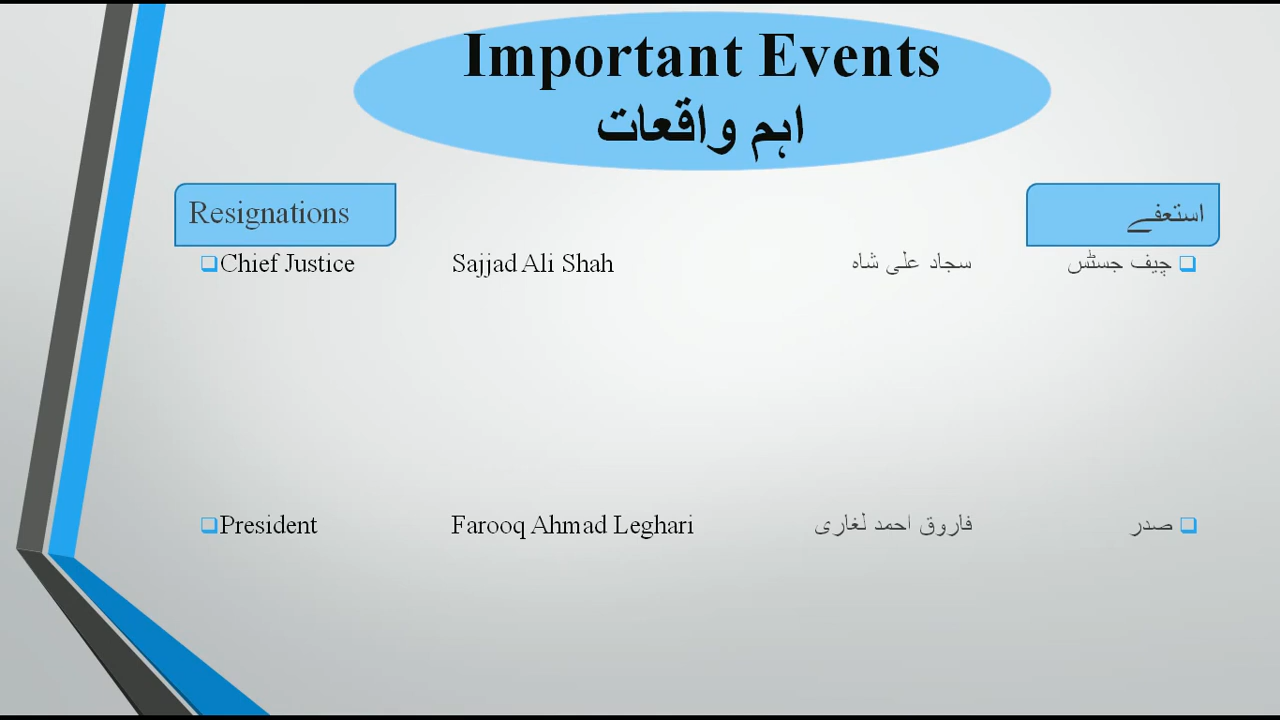 Important Events
اہم واقعات
Resignations استعفے
❑Chief Justice Sajjad Ali Shah سجاد علی شاہ ❑ چیف جسٹس
❑President Farooq Ahmad Leghari فاروق احمد لغاری ❑ صدر